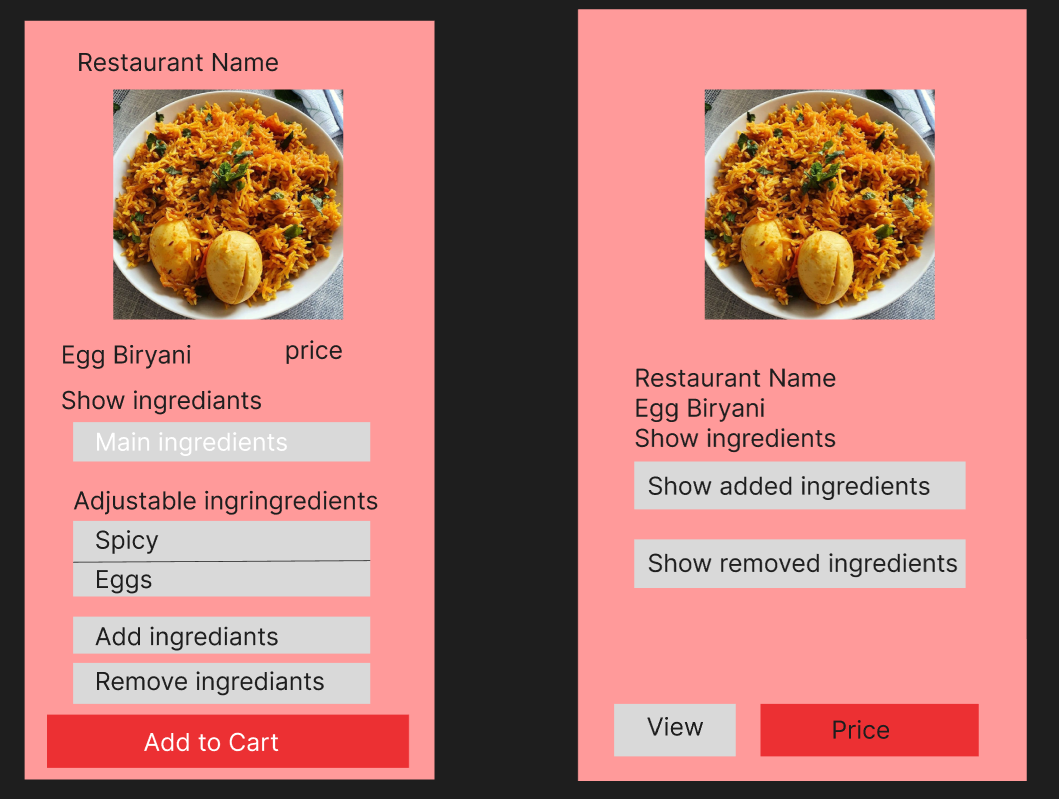 Restaurant Name
Egg Biryani
price
Show ingrediants
Main ingredients
Adjustable ingringredients
Spicy
Eggs
Add ingrediants
Remove ingrediants
Add to Cart
Restaurant Name
Egg Biryani
Show ingredients
Show added ingredients
Show removed ingredients
View
Price